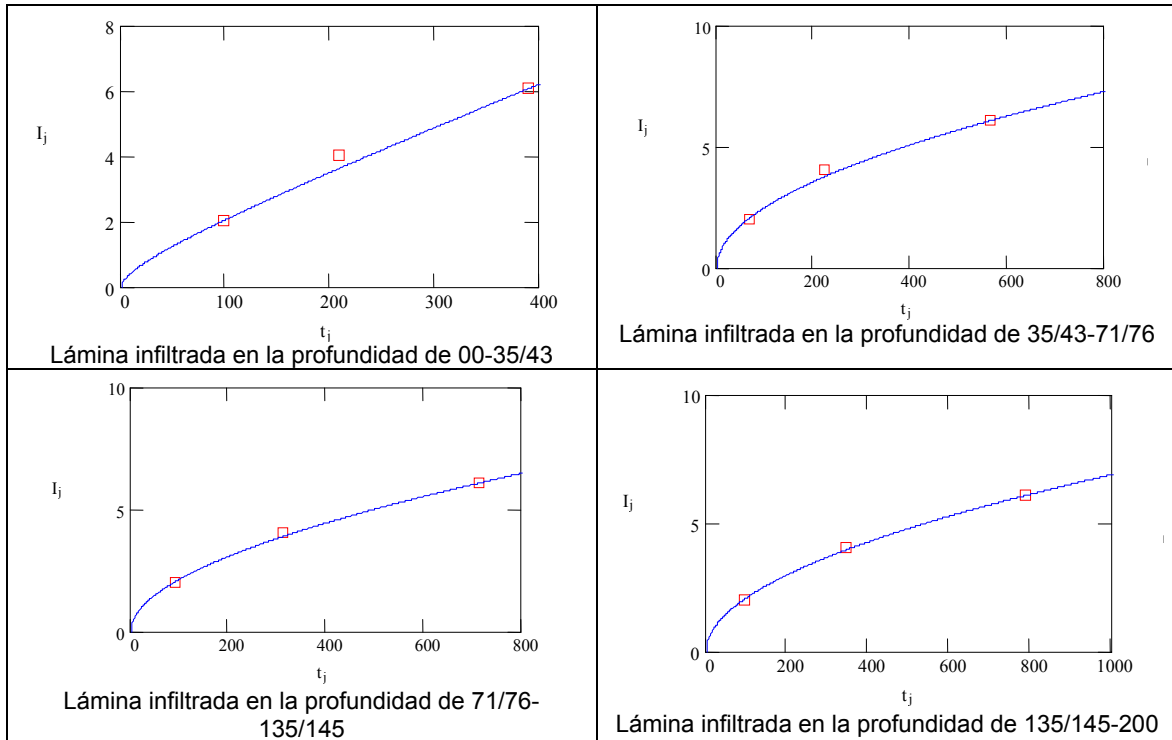 8
6
I_j
4
2
0
0 100 200 300 400
t_j
Lámina infiltrada en la profundidad de 00-35/43
10
I_j
5
0
0 200 400 600 800
t_j
Lámina infiltrada en la profundidad de 35/43-71/76
10
I_j
5
0
0 200 400 600 800
t_j
Lámina infiltrada en la profundidad de 71/76-
135/145
10
I_j
5
0
0 200 400 600 800 1000
t_j
Lámina infiltrada en la profundidad de 135/145-200